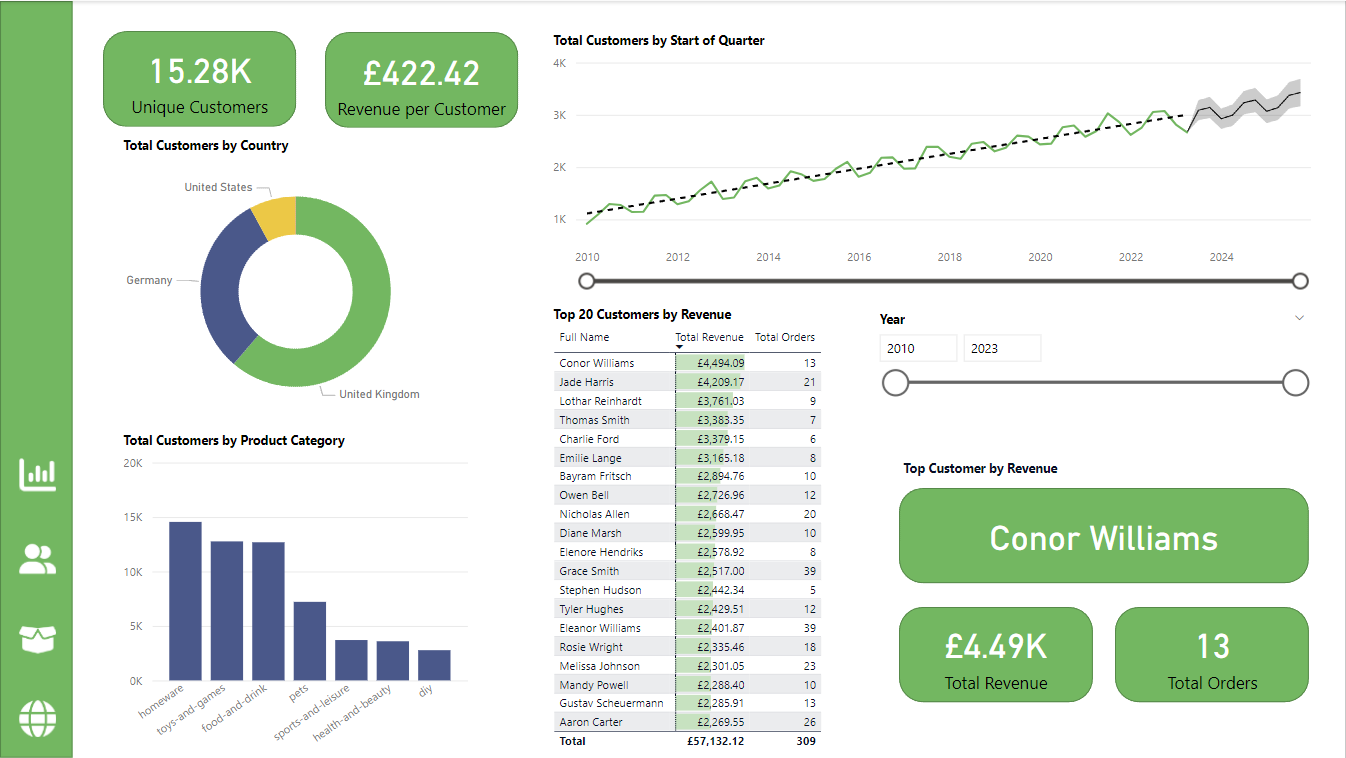 15.28K
Unique Customers
£422.42
Revenue per Customer
Total Customers by Country
United States
Germany
United Kingdom
Total Customers by Product Category
20K
15K
10K
5K
0K
homeware
toys-and-games
food-and-drink
pets
sports-and-leisure
health-and-beauty
diy
Total Customers by Start of Quarter
4K
3K
2K
1K
2010 2012 2014 2016 2018 2020 2022 2024
Top 20 Customers by Revenue
Full Name Total Revenue Total Orders
Conor Williams £4,494.09 13
Jade Harris £4,209.17 21
Lothar Reinhardt £3,761.03 9
Thomas Smith £3,383.35 7
Charlie Ford £3,379.15 6
Emilie Lange £3,165.18 8
Bayram Fritsch £2,894.76 10
Owen Bell £2,726.96 12
Nicholas Allen £2,668.47 20
Diane Marsh £2,599.95 10
Elenore Hendriks £2,578.92 8
Grace Smith £2,517.00 39
Stephen Hudson £2,442.34 5
Tyler Hughes £2,429.51 12
Eleanor Williams £2,401.87 39
Rosie Wright £2,335.46 18
Melissa Johnson £2,301.05 23
Mandy Powell £2,288.40 10
Gustav Scheuermann £2,285.91 13
Aaron Carter £2,269.55 26
Total £57,132.12 309
Year
2010 2023
Top Customer by Revenue
Conor Williams
£4.49K
Total Revenue
13
Total Orders